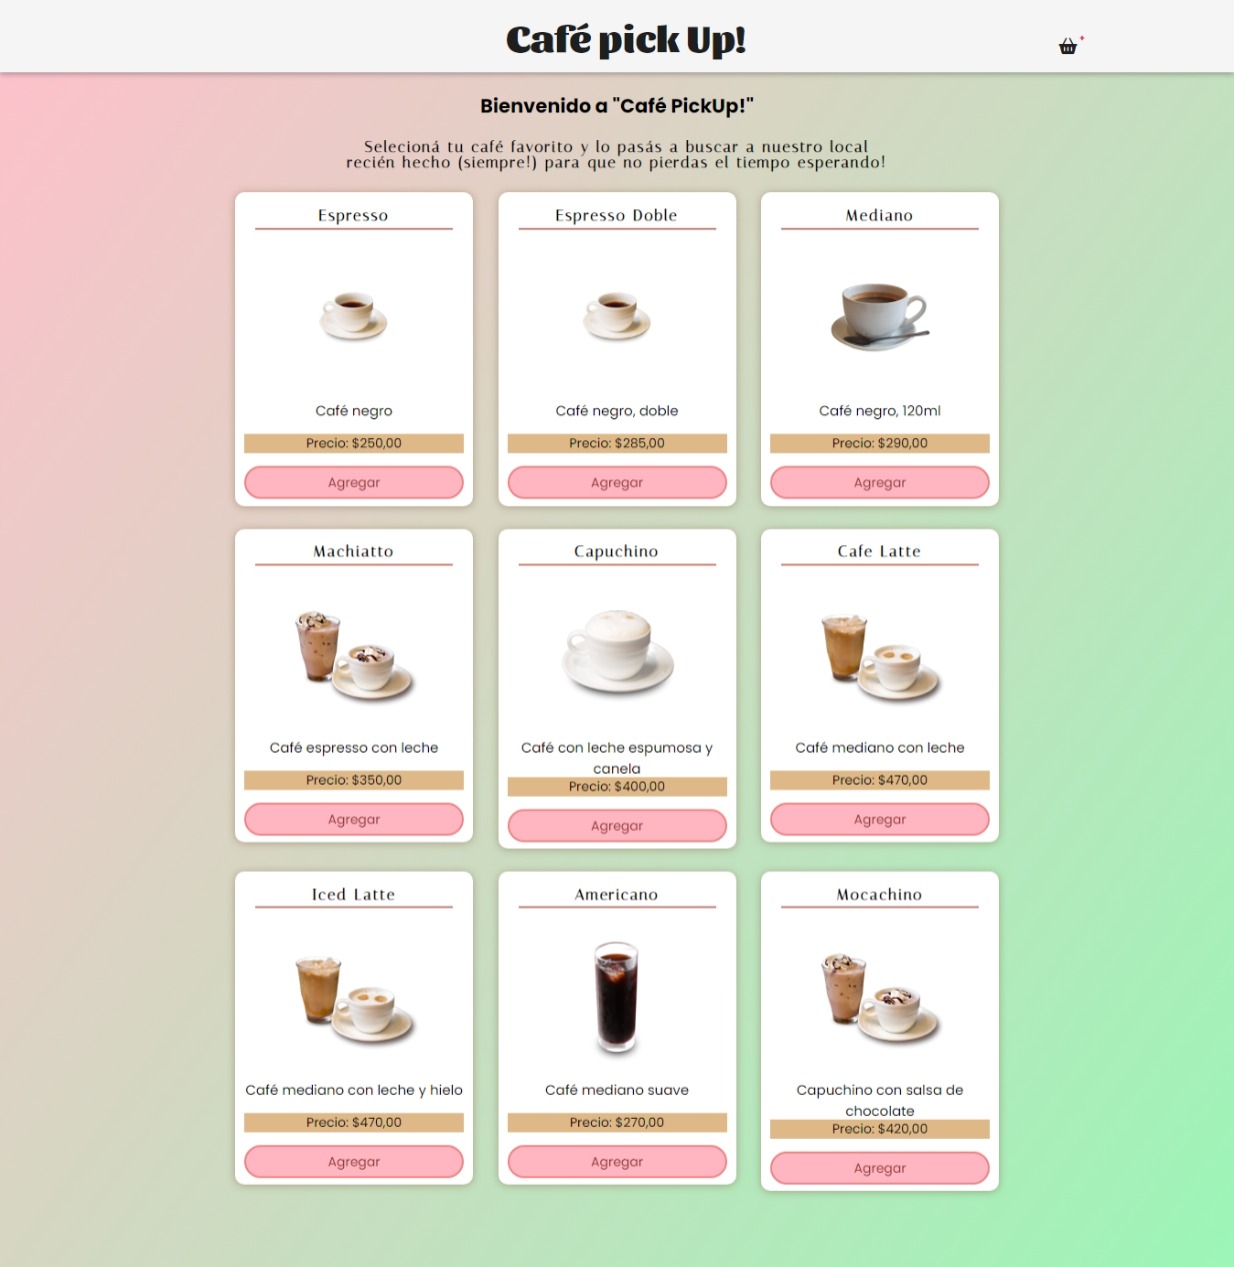 Café pick Up!
Bienvenido a "Café PickUp!"
Selecioná tu café favorito y lo pasás a buscar a nuestro local
recién hecho (siempre!) para que no pierdas el tiempo esperando!
Espresso
Café negro
Precio: $250,00
Agregar
Espresso Doble
Café negro, doble
Precio: $285,00
Agregar
Mediano
Café negro, 120ml
Precio: $290,00
Agregar
Machiatto
Café espresso con leche
Precio: $350,00
Agregar
Capuchino
Café con leche espumosa y
canela
Precio: $400,00
Agregar
Cafe Latte
Café mediano con leche
Precio: $470,00
Agregar
Iced Latte
Café mediano con leche y hielo
Precio: $470,00
Agregar
Americano
Café mediano suave
Precio: $270,00
Agregar
Mocachino
Capuchino con salsa de
chocolate
Precio: $420,00
Agregar